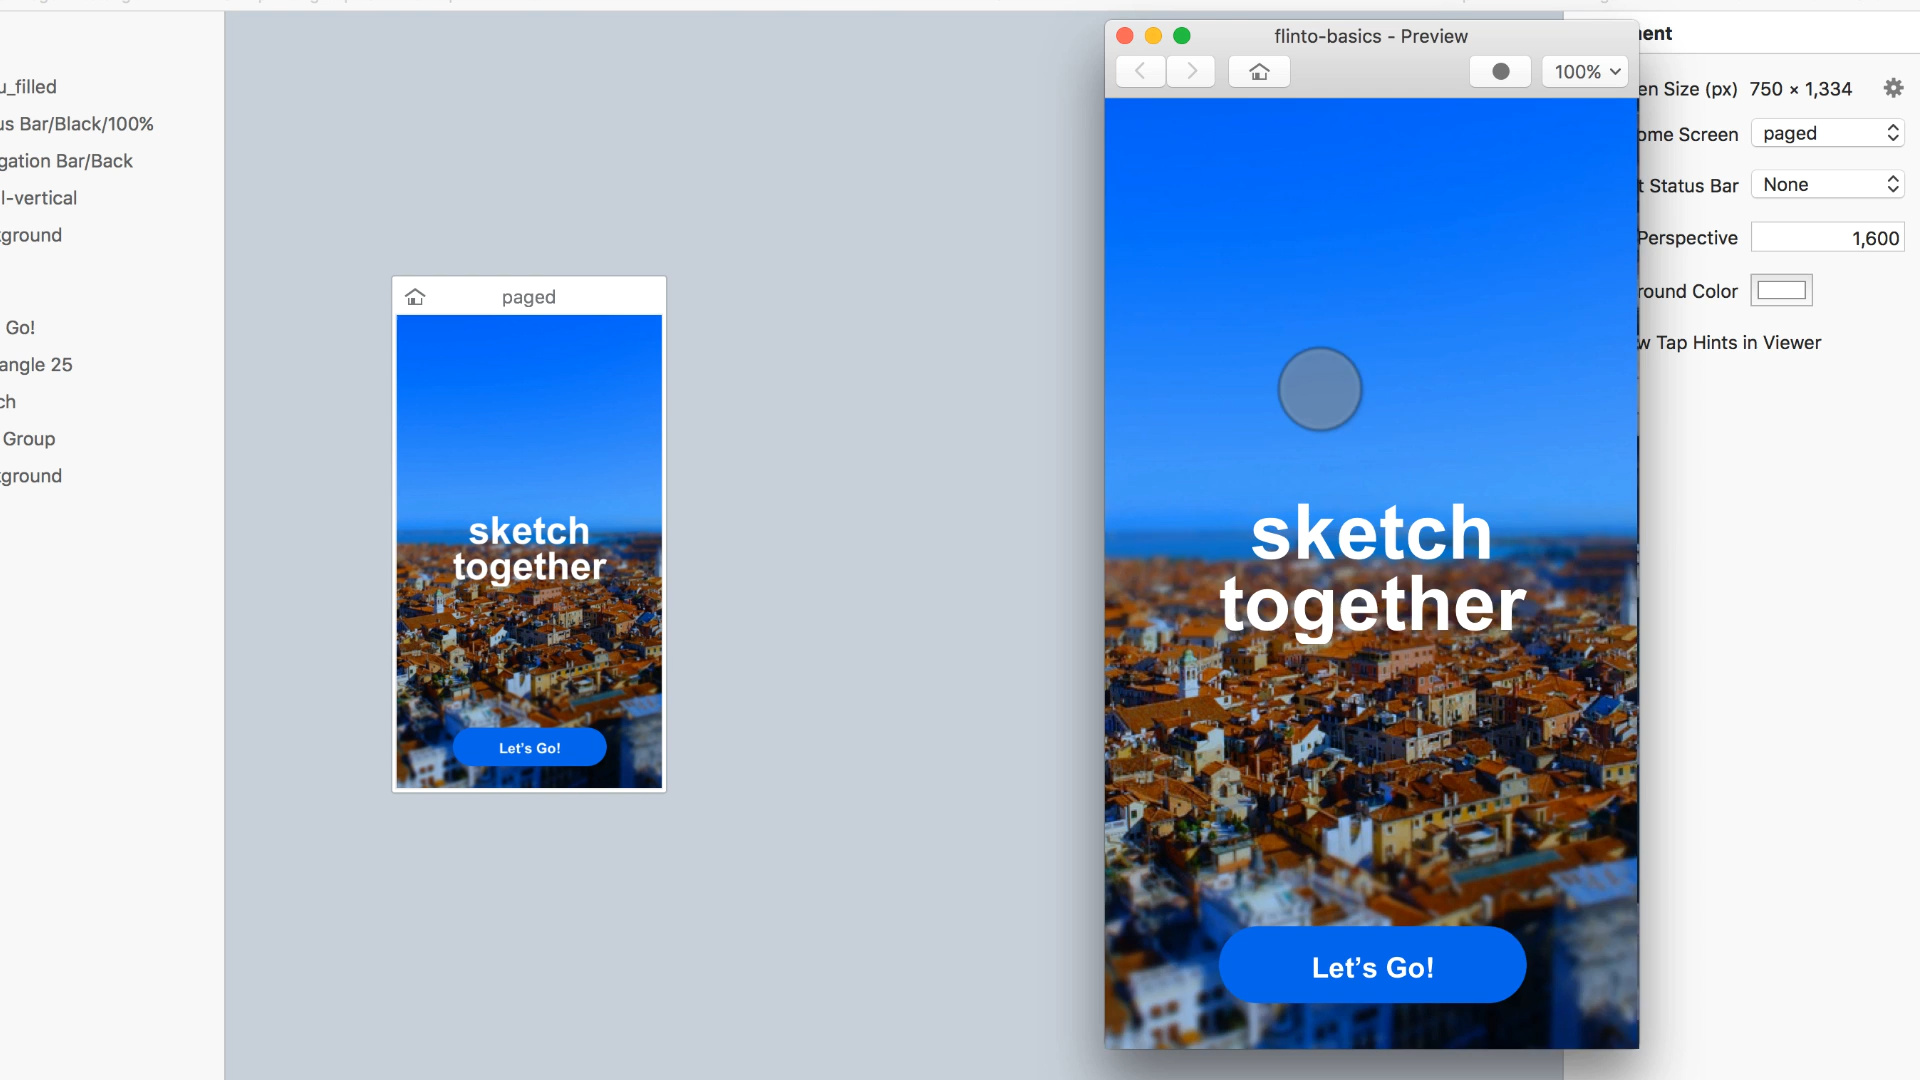 flinto-basics - Preview
100%
ent
u_filled
us Bar/Black/100%
gation Bar/Back
l-vertical
ground
Go!
angle 25
ch
Group
ground
paged
sketch
together
Let's Go!
sketch
together
Let's Go!
en Size (px) 750 × 1,334
ome Screen paged
t Status Bar None
Perspective 1,600
round Color
w Tap Hints in Viewer